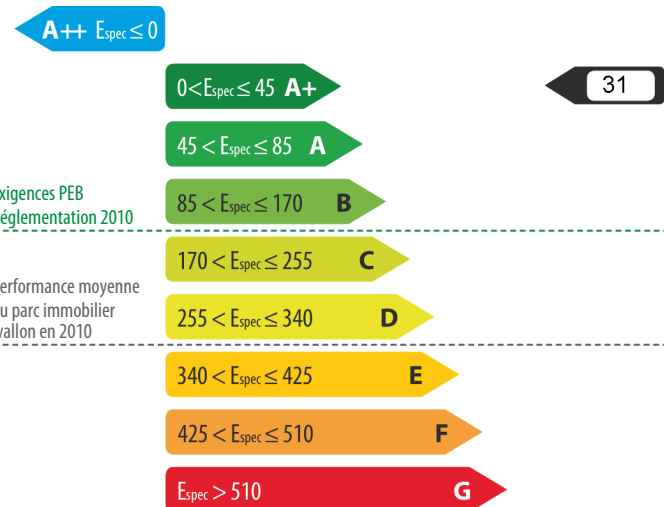 A++ Espec ≤ 0
0<Espec ≤ 45 A+
31
45 < Espec ≤ 85 A
xigences PEB
églementation 2010
85 < Espec ≤ 170 B
170 < Espec ≤ 255 C
erformance moyenne
u parc immobilier
vallon en 2010
255 < Espec ≤ 340 D
340 < Espec ≤ 425 E
425 < Espec ≤ 510 F
Espec > 510 G